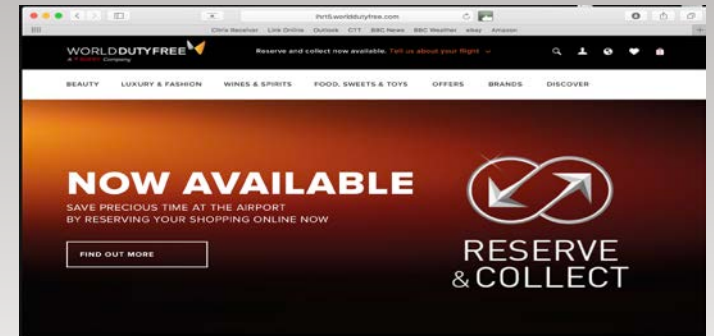 lhrt5.worlddutyfree.com
Chris Receiver Link Online Outlook CTT BBC News BBC Weather ebay Amazon
WORLDDUTYFREE
Company
Reserve and collect now available. Tell us about your flight
BEAUTY LUXURY & FASHION WINES & SPIRITS FOOD, SWEETS & TOYS OFFERS BRANDS DISCOVER
NOW AVAILABLE
SAVE PRECIOUS TIME AT THE AIRPORT
BY RESERVING YOUR SHOPPING ONLINE NOW
FIND OUT MORE
RESERVE
& COLLECT